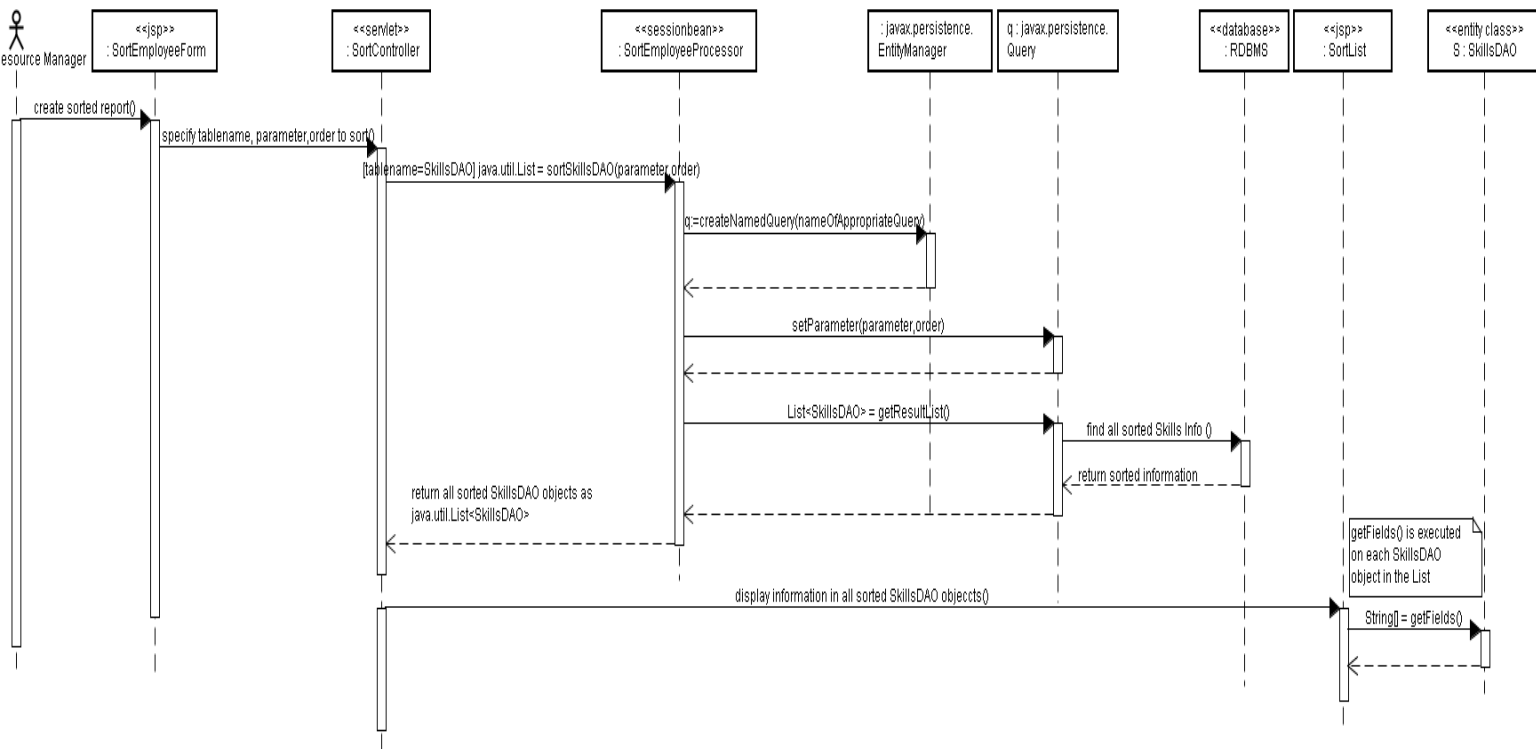 <<jsp>>
: SortEmployeeForm
<<servlet>>
: SortController
<<sessionbean>>
: SortEmployeeProcessor
: javax.persistence.
EntityManager
q : javax.persistence.
Query
<<database>>
: RDBMS
<<jsp>>
: SortList
<<entity class>>
S : SkillsDAO
esource Manager
create sorted report()
specify tablename, parameter,order to sort()
[tablename=SkillsDAO] java.util.List = sortSkillsDAO(parameter,order)
q:=createNamedQuery(nameOfAppropriateQuery)
setParameter(parameter,order)
List<SkillsDAO> = getResultList()
find all sorted Skills Info ()
return sorted information
return all sorted SkillsDAO objects as
java.util.List<SkillsDAO>
getFields() is executed
on each SkillsDAO
object in the List
display information in all sorted SkillsDAO objeccts()
String[] = getFields()